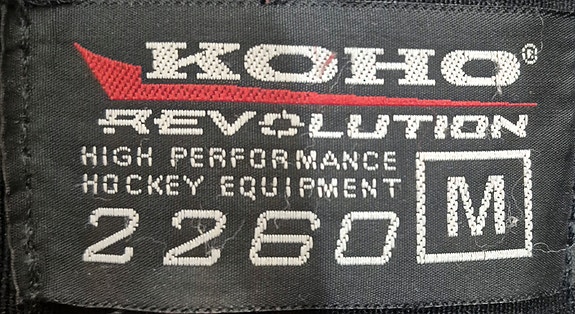 KOHO®
REVOLUTION
HIGH PERFORMANCE
HOCKEY EQUIPMENT
2260
M